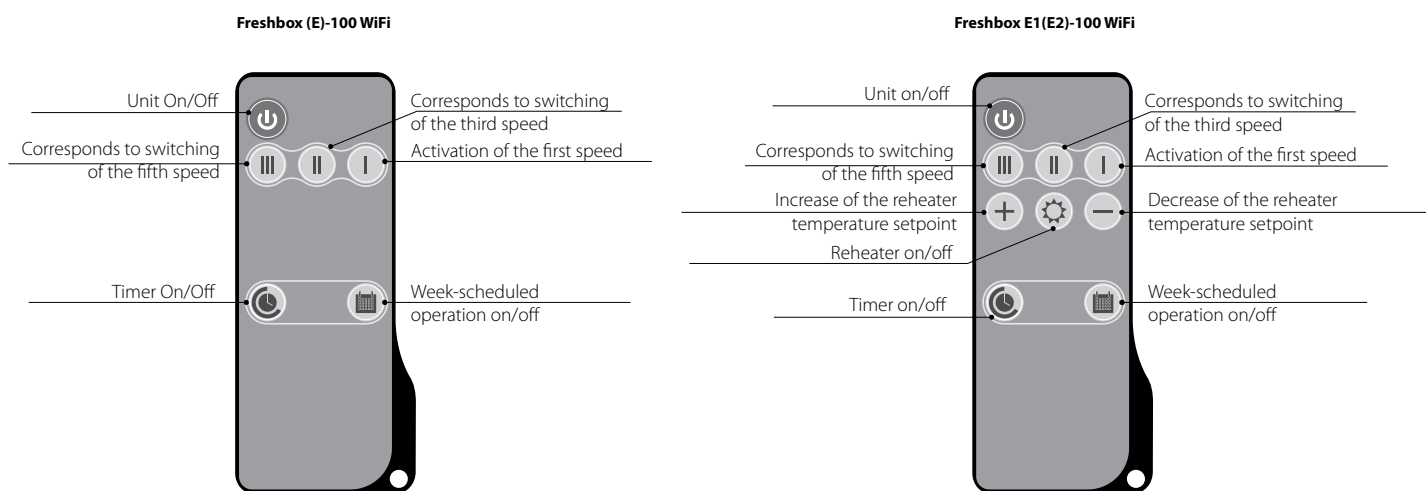 Freshbox (E)-100 WiFi
Unit On/Off
Corresponds to switching
of the third speed
Corresponds to switching
of the fifth speed
Activation of the first speed
III
II
I
Timer On/Off
Week-scheduled
operation on/off
Freshbox E1(E2)-100 WiFi
Unit on/off
Corresponds to switching
of the third speed
Corresponds to switching
of the fifth speed
Activation of the first speed
III
II
I
Increase of the reheater
temperature setpoint
+
−
Decrease of the reheater
temperature setpoint
Reheater on/off
Timer on/off
Week-scheduled
operation on/off